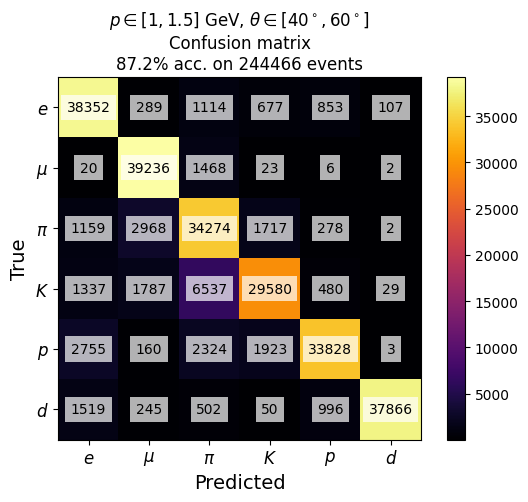 p ∈ [1, 1.5] GeV, θ ∈ [40°, 60°]
Confusion matrix
87.2% acc. on 244466 events
True
e 38352 289 1114 677 853 107
μ 20 39236 1468 23 6 2
π 1159 2968 34274 1717 278 2
K 1337 1787 6537 29580 480 29
p 2755 160 2324 1923 33828 3
d 1519 245 502 50 996 37866
e μ π K p d
Predicted
35000
30000
25000
20000
15000
10000
5000